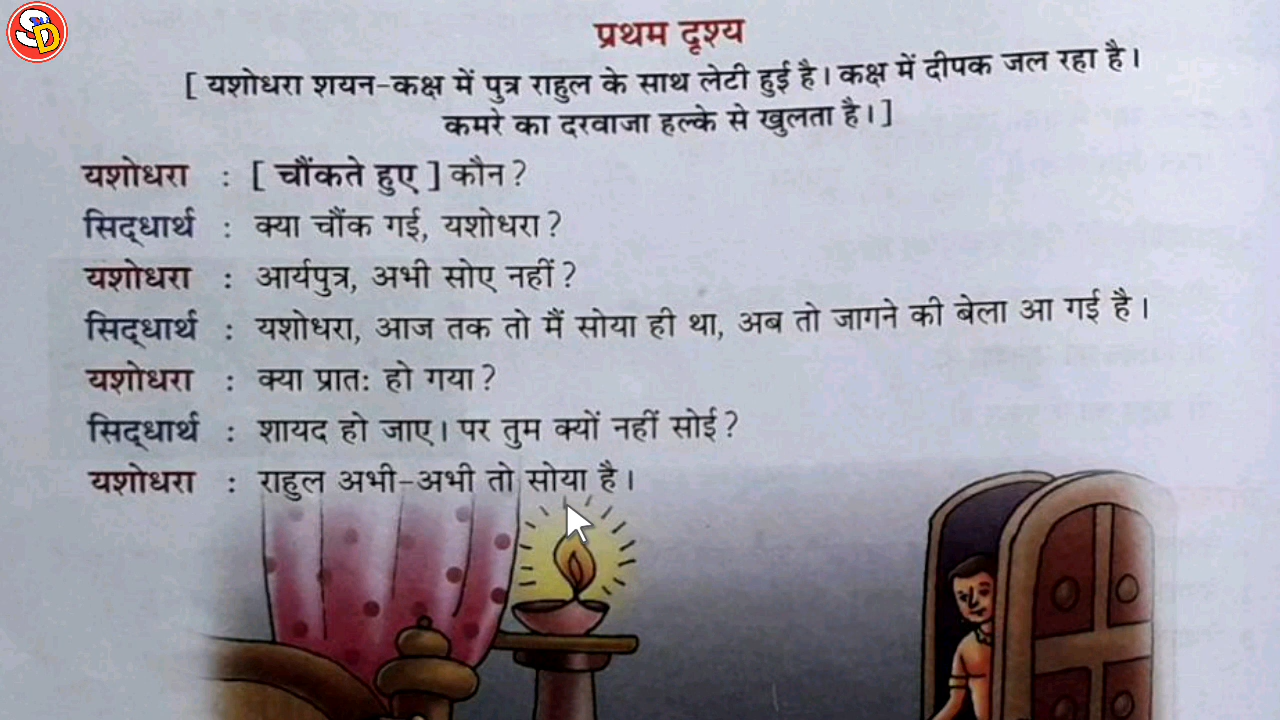 SD
प्रथम दृश्य
[ यशोधरा शयन-कक्ष में पुत्र राहुल के साथ लेटी हुई है। कक्ष में दीपक जल रहा है।
कमरे का दरवाजा हल्के से खुलता है। ]
यशोधरा : [ चौंकते हुए ] कौन?
सिद्धार्थ : क्या चौंक गई, यशोधरा?
यशोधरा : आर्यपुत्र, अभी सोए नहीं?
सिद्धार्थ : यशोधरा, आज तक तो मैं सोया ही था, अब तो जागने की बेला आ गई है।
यशोधरा : क्या प्रातः हो गया?
सिद्धार्थ : शायद हो जाए। पर तुम क्यों नहीं सोई?
यशोधरा : राहुल अभी-अभी तो सोया है।